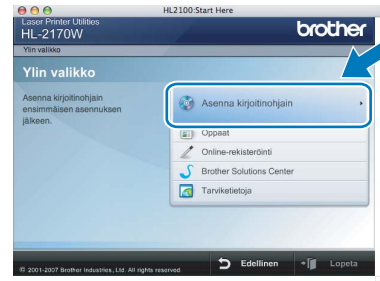 HL2100:Start Here
Laser Printer Utilities
HL-2170W
brother
Ylin valikko
Ylin valikko
Asenna kirjoitinohjain
ensimmäisen asennuksen
jälkeen.
Asenna kirjoitinohjain
Oppaat
Online-rekisteröinti
Brother Solutions Center
Tarviketietoja
© 2001-2007 Brother Industries, Ltd. All rights reserved.
Edellinen
Lopeta